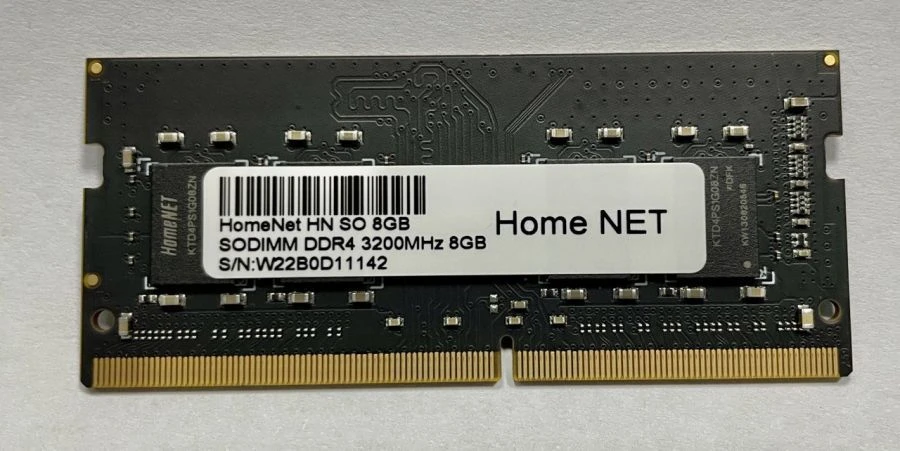 HomeNet HN SO 8GB
SODIMM DDR4 3200MHz 8GB
S/N:W22B0D11142
Home NET
HomeNET
KTD4PS1G08ZN
KTD4PS1G08ZN